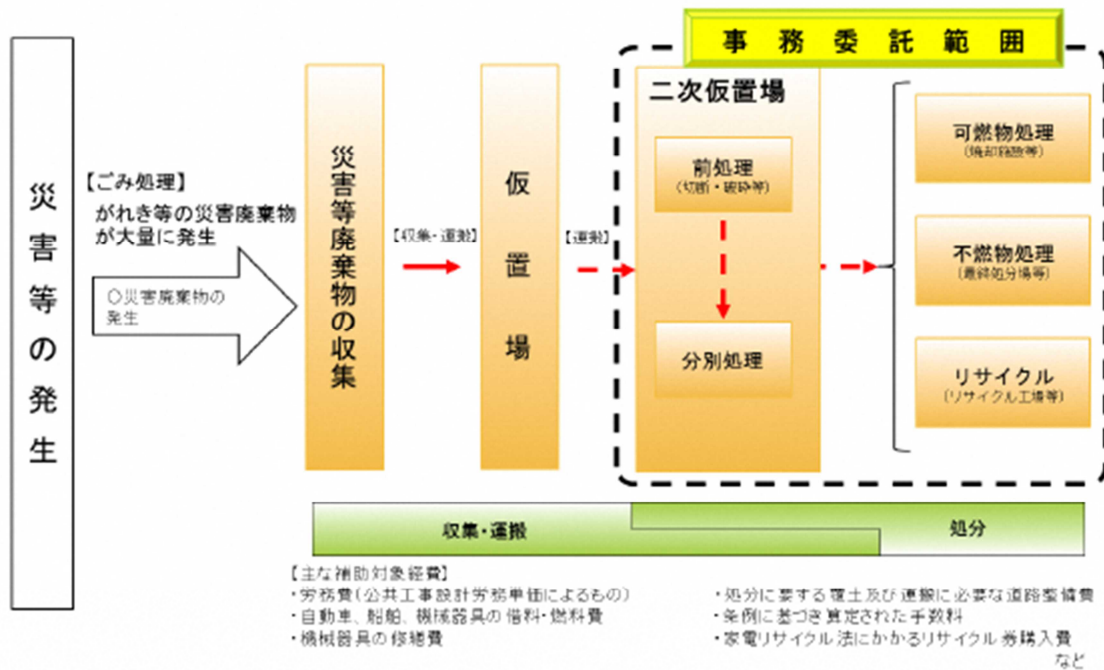 災害等の発生
【ごみ処理】
がれき等の災害廃棄物
が大量に発生
○災害廃棄物の
発生
災害等廃棄物の収集
【収集・運搬】
仮置場
【運搬】
事務委託範囲
二次仮置場
前処理
(切断・破砕等)
分別処理
可燃物処理
(焼却施設等)
不燃物処理
(最終処分場等)
リサイクル
(リサイクル工場等)
収集・運搬
処分
【主な補助対象経費】
・労務費(公共工事設計労務単価によるもの)
・自動車、船舶、機械器具の借料・燃料費
・機械器具の修繕費
・処分に要する覆土及び運搬に必要な道路整備費
・条例に基づき算定された手数料
・家電リサイクル法にかかるリサイクル券購入費
など